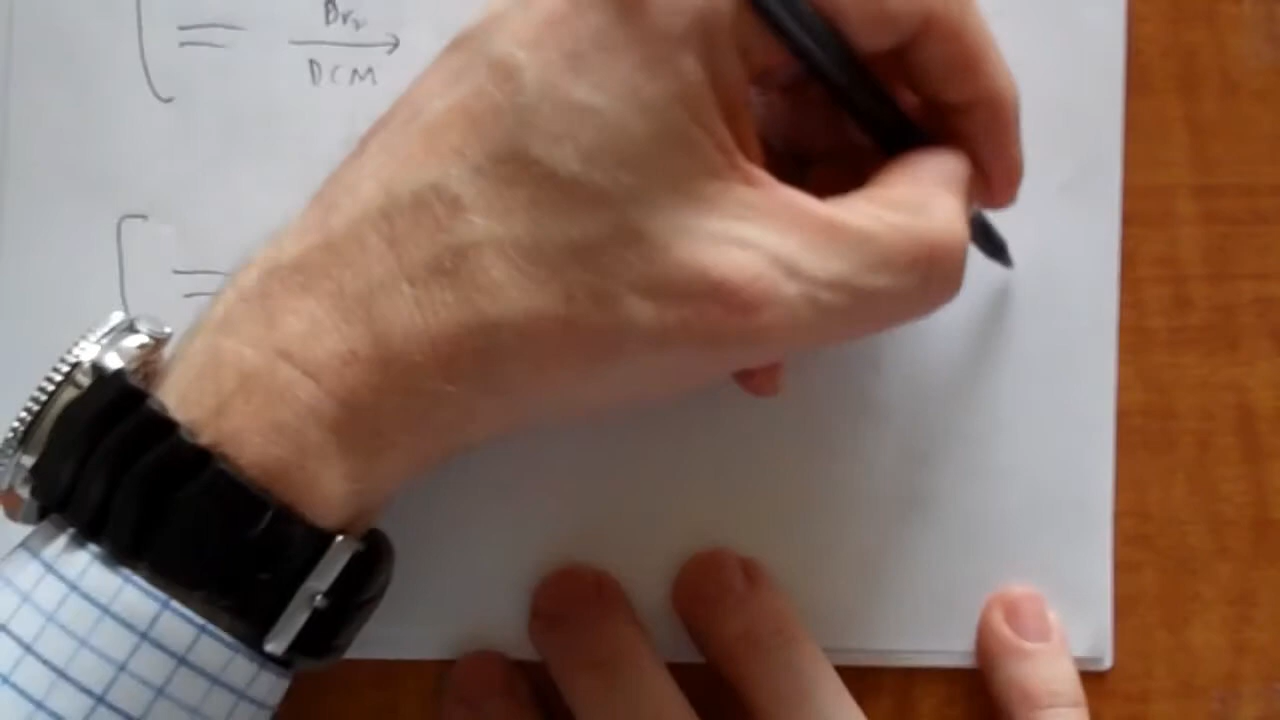 [ = Br₂
DCM
[ =